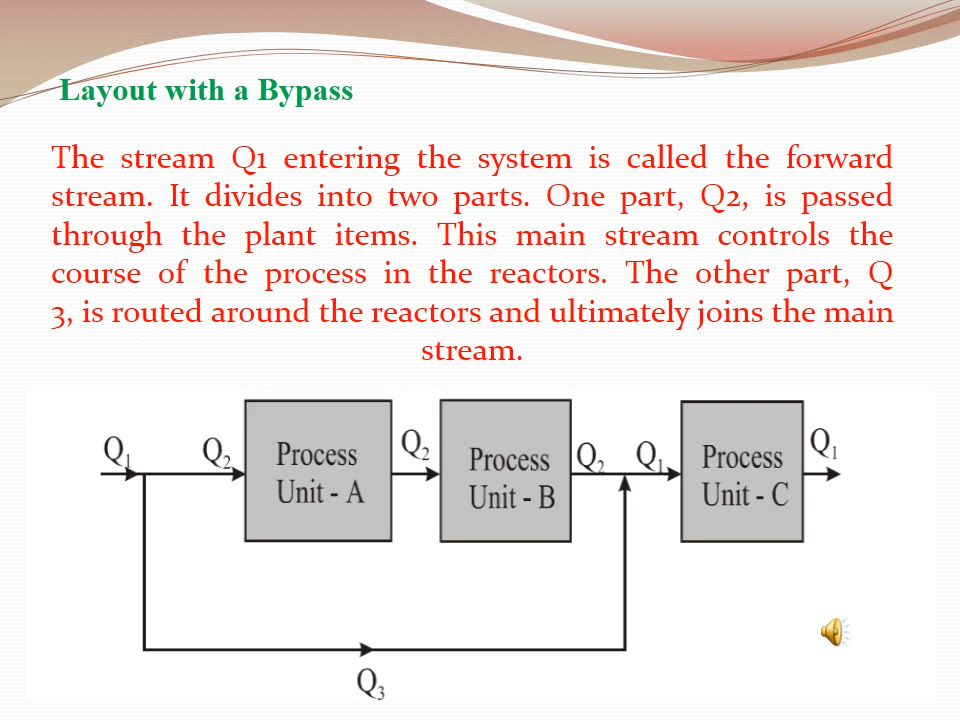 Layout with a Bypass
The stream Q1 entering the system is called the forward
stream. It divides into two parts. One part, Q2, is passed
through the plant items. This main stream controls the
course of the process in the reactors. The other part, Q
3, is routed around the reactors and ultimately joins the main
stream.
Q1 Q2 Process Unit - A Q2 Process Unit - B Q2 Q1 Process Unit - C Q1
Q3